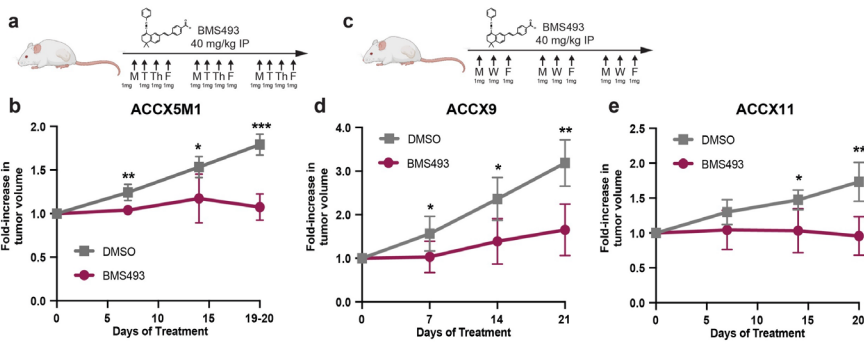 a
BMS493
40 mg/kg IP
M T Th F
M T Th F
M T Th F
1mg 1mg 1mg 1mg
1mg 1mg 1mg 1mg
1mg 1mg 1mg 1mg
c
BMS493
40 mg/kg IP
M W F
M W F
M W F
1mg 1mg 1mg
1mg 1mg 1mg
1mg 1mg 1mg
b
ACCX5M1
Fold-increase in
tumor volume
2.0
1.5
1.0
0.5
0.0
**
*
***
DMSO
BMS493
0 5 10 15 19-20
Days of Treatment
d
ACCX9
Fold-increase in
tumor volume
4.0
3.0
2.0
1.0
0.0
DMSO
BMS493
*
*
**
0 7 14 21
Days of Treatment
e
ACCX11
Fold-increase in
tumor volume
2.5
2.0
1.5
1.0
0.5
0.0
DMSO
BMS493
*
**
0 5 10 15 20
Days of Treatment